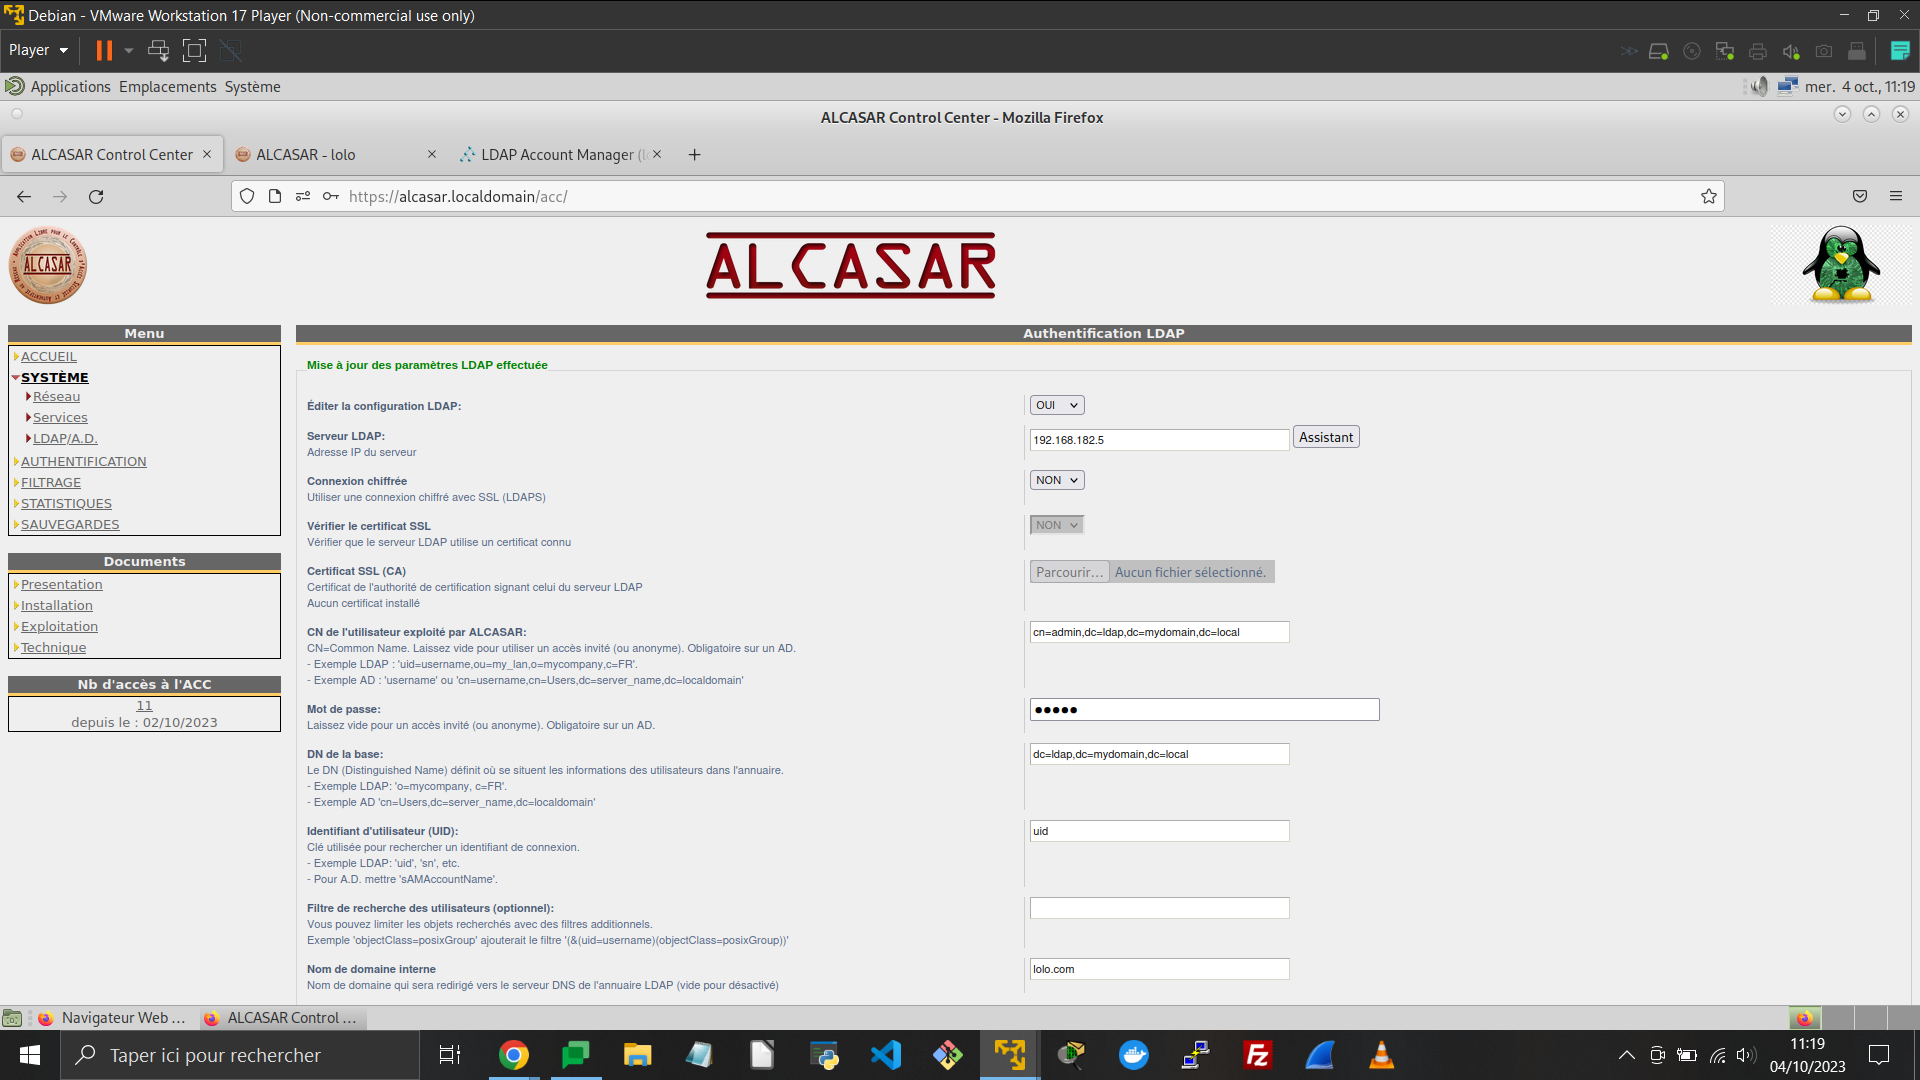 Debian - VMware Workstation 17 Player (Non-commercial use only)
Player
Applications Emplacements Système
mer. 4 oct., 11:19
ALCASAR Control Center - Mozilla Firefox
ALCASAR Control Center
ALCASAR - lolo
LDAP Account Manager (l
https://alcasar.localdomain/acc/
ALCASAR
ALCASAR
Menu
ACCUEIL
SYSTÈME
Réseau
Services
LDAP/A.D.
AUTHENTIFICATION
FILTRAGE
STATISTIQUES
SAUVEGARDES
Documents
Presentation
Installation
Exploitation
Technique
Nb d'accès à l'ACC
11
depuis le : 02/10/2023
Authentification LDAP
Mise à jour des paramètres LDAP effectuée
Éditer la configuration LDAP:
OUI
Serveur LDAP:
Adresse IP du serveur
192.168.182.5
Assistant
Connexion chiffrée
Utiliser une connexion chiffré avec SSL (LDAPS)
NON
Vérifier le certificat SSL
Vérifier que le serveur LDAP utilise un certificat connu
NON
Certificat SSL (CA)
Certificat de l'authorité de certification signant celui du serveur LDAP
Aucun certificat installé
Parcourir... Aucun fichier sélectionné.
CN de l'utilisateur exploité par ALCASAR:
CN=Common Name. Laissez vide pour utiliser un accès invité (ou anonyme). Obligatoire sur un AD.
- Exemple LDAP : 'uid=username,ou=my_lan,o=mycompany,c=FR'.
- Exemple AD : 'username' ou 'cn=username,cn=Users,dc=server_name,dc=localdomain'
cn=admin,dc=ldap,dc=mydomain,dc=local
Mot de passe:
Laissez vide pour un accès invité (ou anonyme). Obligatoire sur un AD.
●●●●●
DN de la base:
Le DN (Distinguished Name) définit où se situent les informations des utilisateurs dans l'annuaire.
- Exemple LDAP: 'o=mycompany, c=FR'.
- Exemple AD 'cn=Users,dc=server_name,dc=localdomain'
dc=ldap,dc=mydomain,dc=local
Identifiant d'utilisateur (UID):
Clé utilisée pour rechercher un identifiant de connexion.
- Exemple LDAP: 'uid', 'sn', etc.
- Pour A.D. mettre 'sAMAccountName'.
uid
Filtre de recherche des utilisateurs (optionnel):
Vous pouvez limiter les objets recherchés avec des filtres additionnels.
Exemple 'objectClass=posixGroup' ajouterait le filtre '(&(uid=username)(objectClass=posixGroup))'
Nom de domaine interne
Nom de domaine qui sera redirigé vers le serveur DNS de l'annuaire LDAP (vide pour désactivé)
lolo.com
Navigateur Web ...
ALCASAR Control ...
Taper ici pour rechercher
11:19
04/10/2023